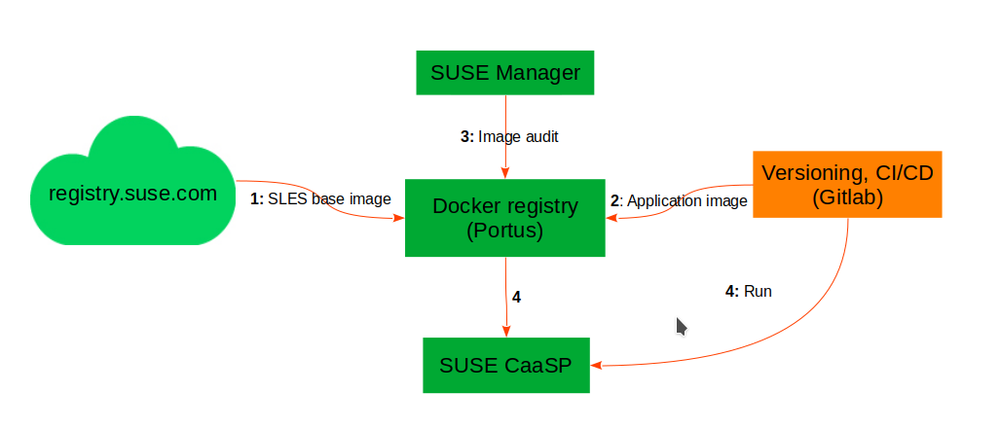 SUSE Manager
3: Image audit
registry.suse.com
1: SLES base image
Docker registry
(Portus)
2: Application image
Versioning, CI/CD
(Gitlab)
4
4: Run
SUSE CaaSP